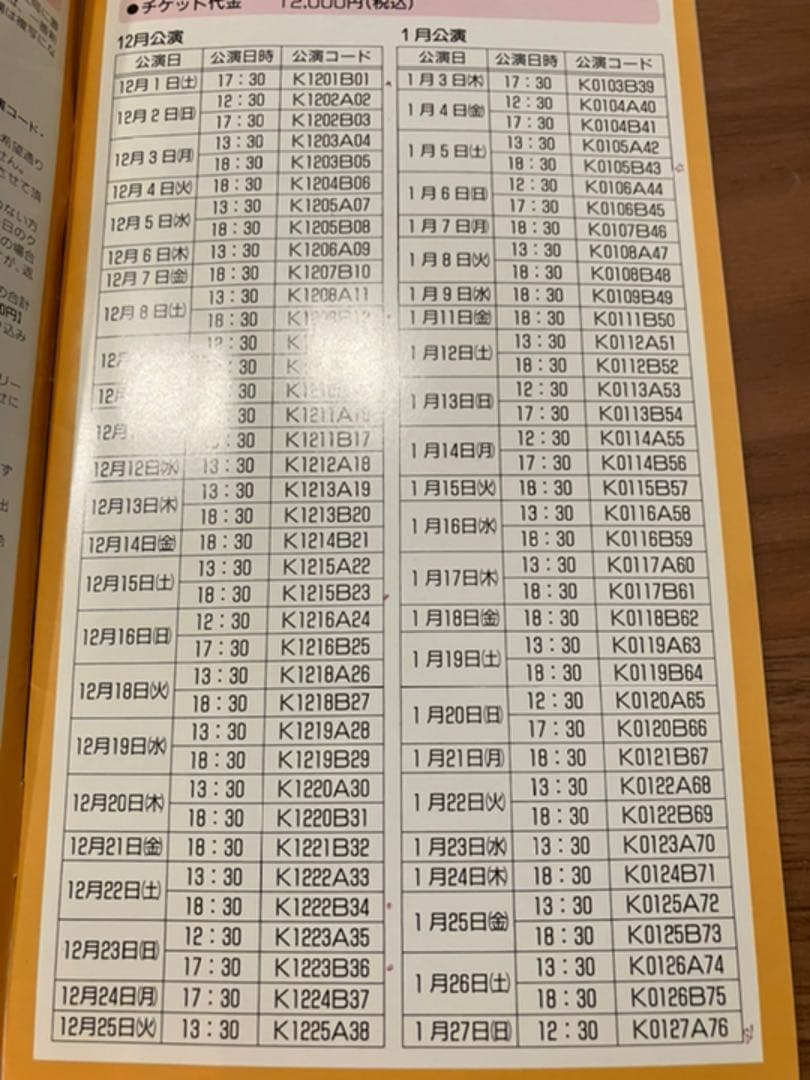 ●チケット代金 12,000円(税込)
12月公演
公演日 公演日時 公演コード
12月1日(土) 17:30 K1201B01
12月2日(日) 12:30 K1202A02
17:30 K1202B03
12月3日(月) 13:30 K1203A04
18:30 K1203B05
12月4日(火) 18:30 K1204B06
12月5日(水) 13:30 K1205A07
18:30 K1205B08
12月6日(木) 13:30 K1206A09
12月7日(金) 18:30 K1207B10
12月8日(土) 13:30 K1208A11
18:30
12月 12:30
:30
:30
12月 K1211A16
:30 K1211B17
12月12日(水) 13:30 K1212A18
12月13日(木) 13:30 K1213A19
18:30 K1213B20
12月14日(金) 18:30 K1214B21
12月15日(土) 13:30 K1215A22
18:30 K1215B23
12月16日(日) 12:30 K1216A24
17:30 K1216B25
12月18日(火) 13:30 K1218A26
18:30 K1218B27
12月19日(水) 13:30 K1219A28
18:30 K1219B29
12月20日(木) 13:30 K1220A30
18:30 K1220B31
12月21日(金) 18:30 K1221B32
12月22日(土) 13:30 K1222A33
18:30 K1222B34
12月23日(日) 12:30 K1223A35
17:30 K1223B36
12月24日(月) 17:30 K1224B37
12月25日(火) 13:30 K1225A38
1月公演
公演日 公演日時 公演コード
1月3日(木) 17:30 K0103B39
1月4日(金) 12:30 K0104A40
17:30 K0104B41
1月5日(土) 13:30 K0105A42
18:30 K0105B43
1月6日(日) 12:30 K0106A44
17:30 K0106B45
1月7日(月) 18:30 K0107B46
1月8日(火) 13:30 K0108A47
18:30 K0108B48
1月9日(水) 18:30 K0109B49
1月11日(金) 18:30 K0111B50
1月12日(土) 13:30 K0112A51
18:30 K0112B52
1月13日(日) 12:30 K0113A53
17:30 K0113B54
1月14日(月) 12:30 K0114A55
17:30 K0114B56
1月15日(火) 18:30 K0115B57
1月16日(水) 13:30 K0116A58
18:30 K0116B59
1月17日(木) 13:30 K0117A60
18:30 K0117B61
1月18日(金) 18:30 K0118B62
1月19日(土) 13:30 K0119A63
18:30 K0119B64
1月20日(日) 12:30 K0120A65
17:30 K0120B66
1月21日(月) 18:30 K0121B67
1月22日(火) 13:30 K0122A68
18:30 K0122B69
1月23日(水) 13:30 K0123A70
1月24日(木) 18:30 K0124B71
1月25日(金) 13:30 K0125A72
18:30 K0125B73
1月26日(土) 13:30 K0126A74
18:30 K0126B75
1月27日(日) 12:30 K0127A76